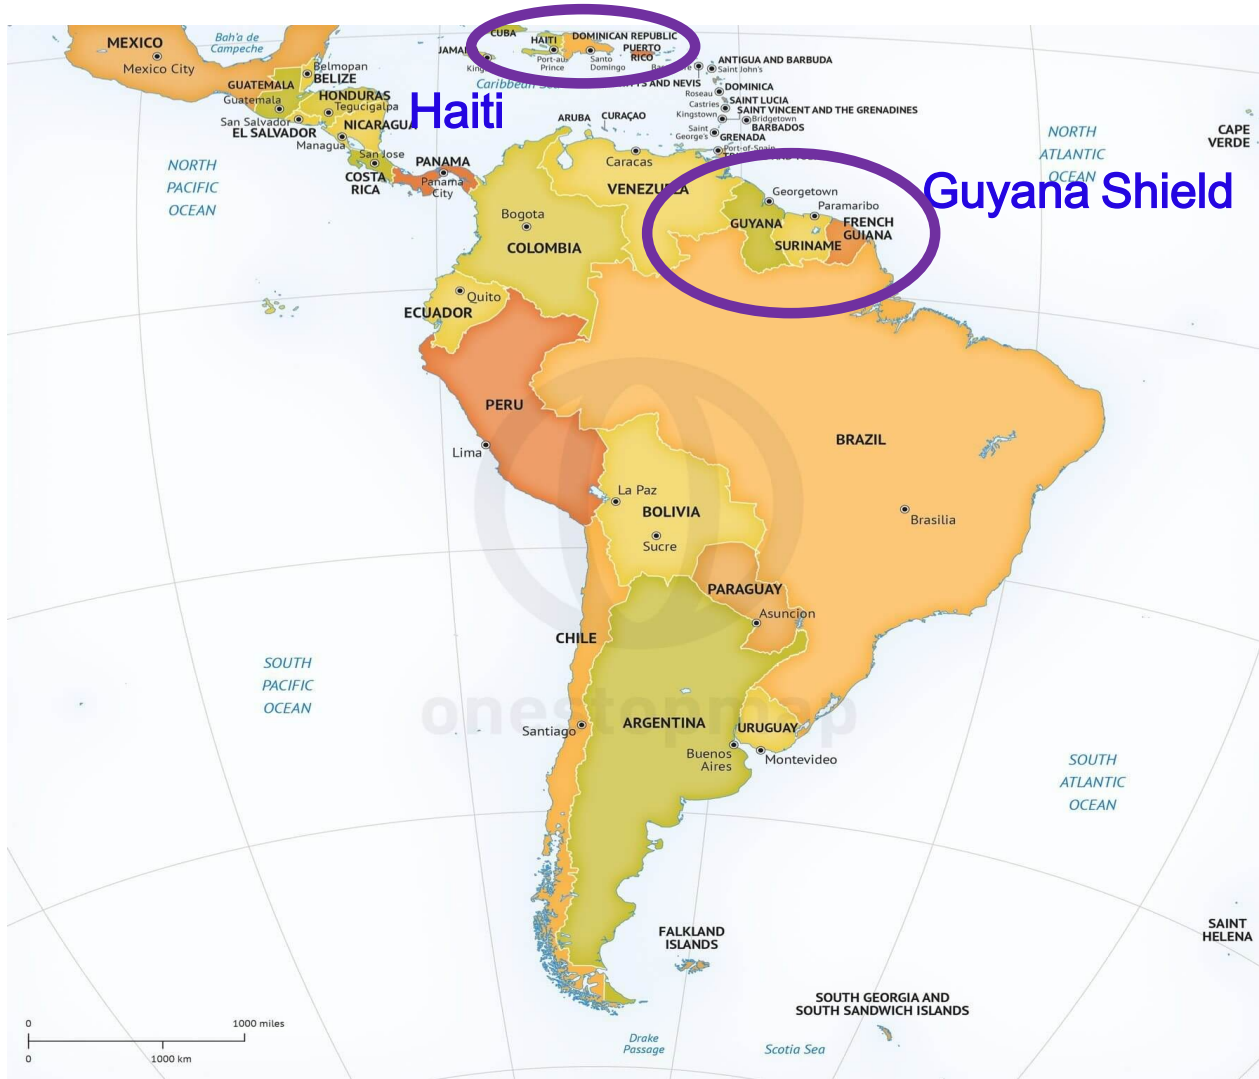 CUBA
HAITI
DOMINICAN REPUBLIC
MEXICO
Bah'a de
Campeche
PUERTO
RICO
Port-au-
Prince
Santo
Domingo
Mexico City
Belmopan
BELIZE
ANTIGUA AND BARBUDA
Saint John's
GUATEMALA
Guatemala
HONDURAS
Tegucigalpa
Haiti
Roseau
DOMINICA
Castries
SAINT LUCIA
Kingstown
SAINT VINCENT AND THE GRENADINES
Bridgetown
BARBADOS
San Salvador
EL SALVADOR
NICARAGUA
Managua
ARUBA
CURAÇAO
Saint
George's
GRENADA
Port-of-Spain
NORTH
ATLANTIC
OCEAN
CAPE
VERDE
San Jose
COSTA
RICA
PANAMA
Panama
City
Caracas
VENEZUELA
Georgetown
Paramaribo
Guyana Shield
NORTH
PACIFIC
OCEAN
Bogota
COLOMBIA
GUYANA
SURINAME
FRENCH
GUIANA
Quito
ECUADOR
PERU
Lima
BRAZIL
La Paz
BOLIVIA
Sucre
Brasilia
PARAGUAY
Asuncion
CHILE
SOUTH
PACIFIC
OCEAN
onestopmap
Santiago
ARGENTINA
URUGUAY
Buenos
Aires
Montevideo
SOUTH
ATLANTIC
OCEAN
FALKLAND
ISLANDS
SAINT
HELENA
SOUTH GEORGIA AND
SOUTH SANDWICH ISLANDS
0
1000 miles
0
1000 km
Drake
Passage
Scotia Sea